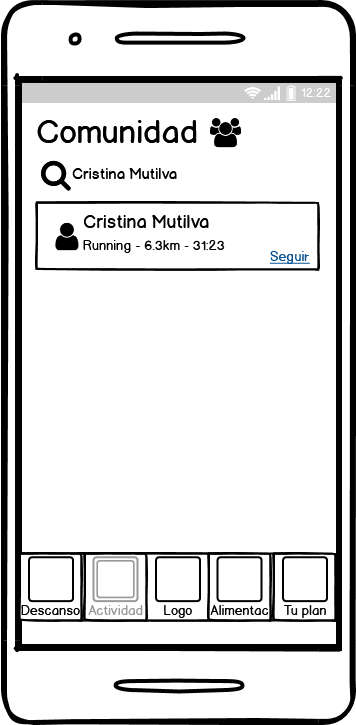 12:22
Comunidad
Cristina Mutilva
Cristina Mutilva
Running - 6.3km - 31:23
Seguir
Descanso Actividad Logo Alimentac Tu plan